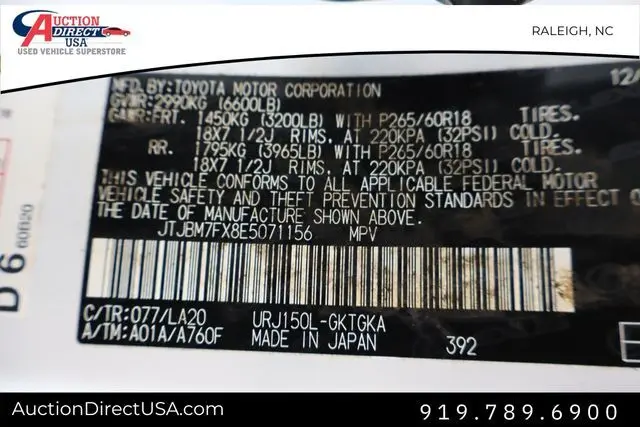 AUCTION
DIRECT
USA
USED VEHICLE SUPERSTORE
RALEIGH, NC
MFD.BY:TOYOTA MOTOR CORPORATION 12/
GVWR:2990KG (6600LB)
GAWR:FRT. 1450KG (3200LB) WITH P265/60R18 TIRES.
18X7 1/2J RIMS, AT 220KPA (32PSI) COLD.
RR. 1795KG (3965LB) WITH P265/60R18 TIRES.
18X7 1/2J RIMS, AT 220KPA (32PSI) COLD.
THIS VEHICLE CONFORMS TO ALL APPLICABLE FEDERAL MOTOR
VEHICLE SAFETY AND THEFT PREVENTION STANDARDS IN EFFECT O
THE DATE OF MANUFACTURE SHOWN ABOVE.
JTJBM7FX8E5071156 MPV
C/TR:077/LA20 URJ150L-GKTGKA
A/TM:A01A/A760F MADE IN JAPAN 392
D 6
60B20
AuctionDirectUSA.com
919.789.6900